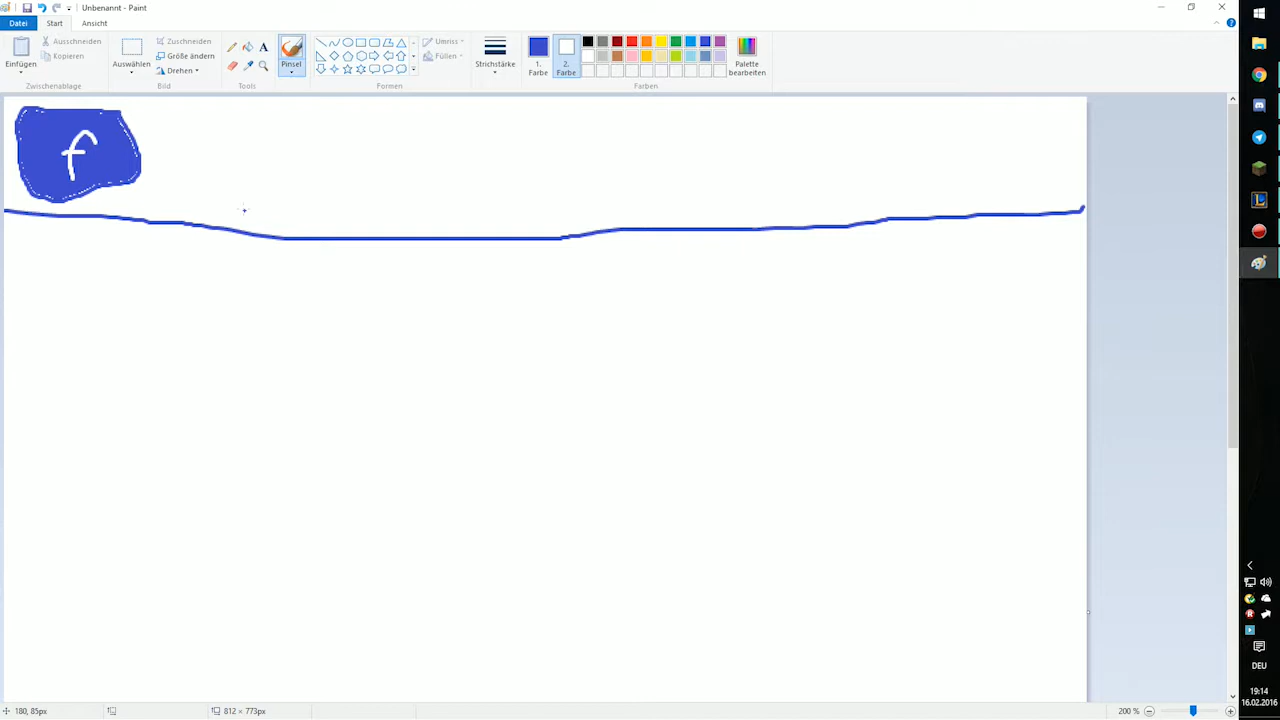 Unbenannt - Paint
Datei Start Ansicht
Einfügen
Ausschneiden
Kopieren
Zwischenablage
Auswählen
Zuschneiden
Größe ändern
Drehen
Bild
A
Tools
Pinsel
Umriss
Füllen
Formen
Strichstärke
1.
Farbe
2.
Farbe
Palette
bearbeiten
Farben
f
DEU
19:14
16.02.2016
180, 85px
812 × 773px
200 %